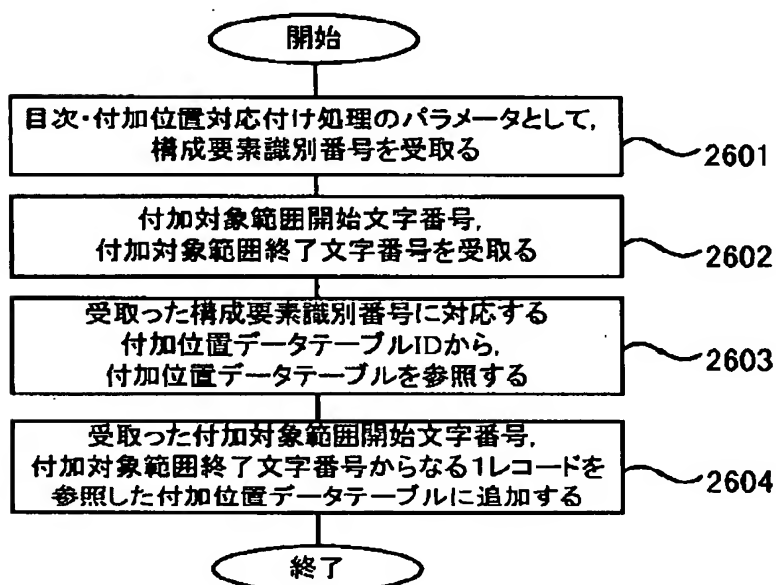 開始
目次・付加位置対応付け処理のパラメータとして,
構成要素識別番号を受取る
2601
付加対象範囲開始文字番号,
付加対象範囲終了文字番号を受取る
2602
受取った構成要素識別番号に対応する
付加位置データテーブルIDから,
付加位置データテーブルを参照する
2603
受取った付加対象範囲開始文字番号,
付加対象範囲終了文字番号からなる1レコードを
参照した付加位置データテーブルに追加する
2604
終了